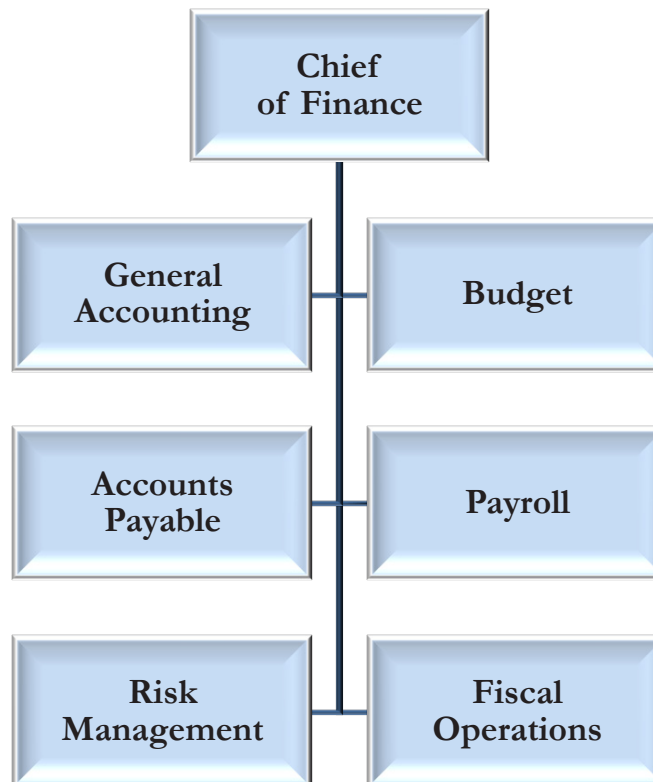 Chief
of Finance
General
Accounting
Budget
Accounts
Payable
Payroll
Risk
Management
Fiscal
Operations